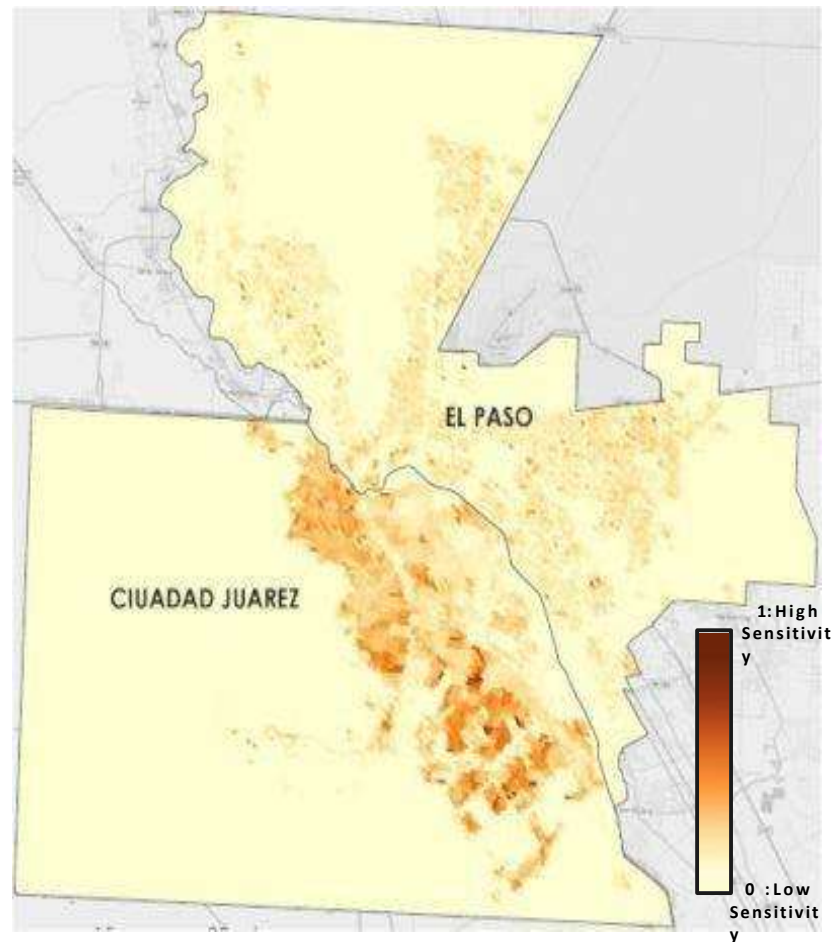 EL PASO
CIUADAD JUAREZ
1:High
Sensitivit
y
0 :Low
Sensitivit
y